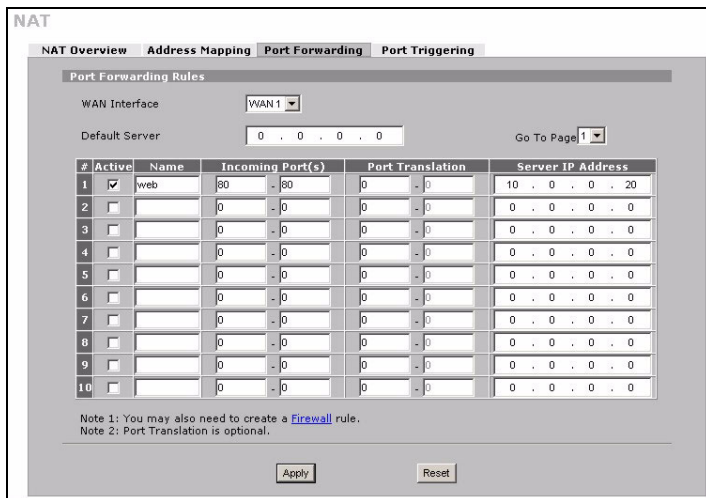 NAT
NAT Overview Address Mapping Port Forwarding Port Triggering
Port Forwarding Rules
WAN Interface WAN 1
Default Server 0 . 0 . 0 . 0 Go To Page 1
# Active Name Incoming Port(s) Port Translation Server IP Address
1 web 80 - 80 0 - 0 10 . 0 . 0 . 20
2 0 - 0 0 - 0 0 . 0 . 0 . 0
3 0 - 0 0 - 0 0 . 0 . 0 . 0
4 0 - 0 0 - 0 0 . 0 . 0 . 0
5 0 - 0 0 - 0 0 . 0 . 0 . 0
6 0 - 0 0 - 0 0 . 0 . 0 . 0
7 0 - 0 0 - 0 0 . 0 . 0 . 0
8 0 - 0 0 - 0 0 . 0 . 0 . 0
9 0 - 0 0 - 0 0 . 0 . 0 . 0
10 0 - 0 0 - 0 0 . 0 . 0 . 0
Note 1: You may also need to create a Firewall rule.
Note 2: Port Translation is optional.
Apply Reset